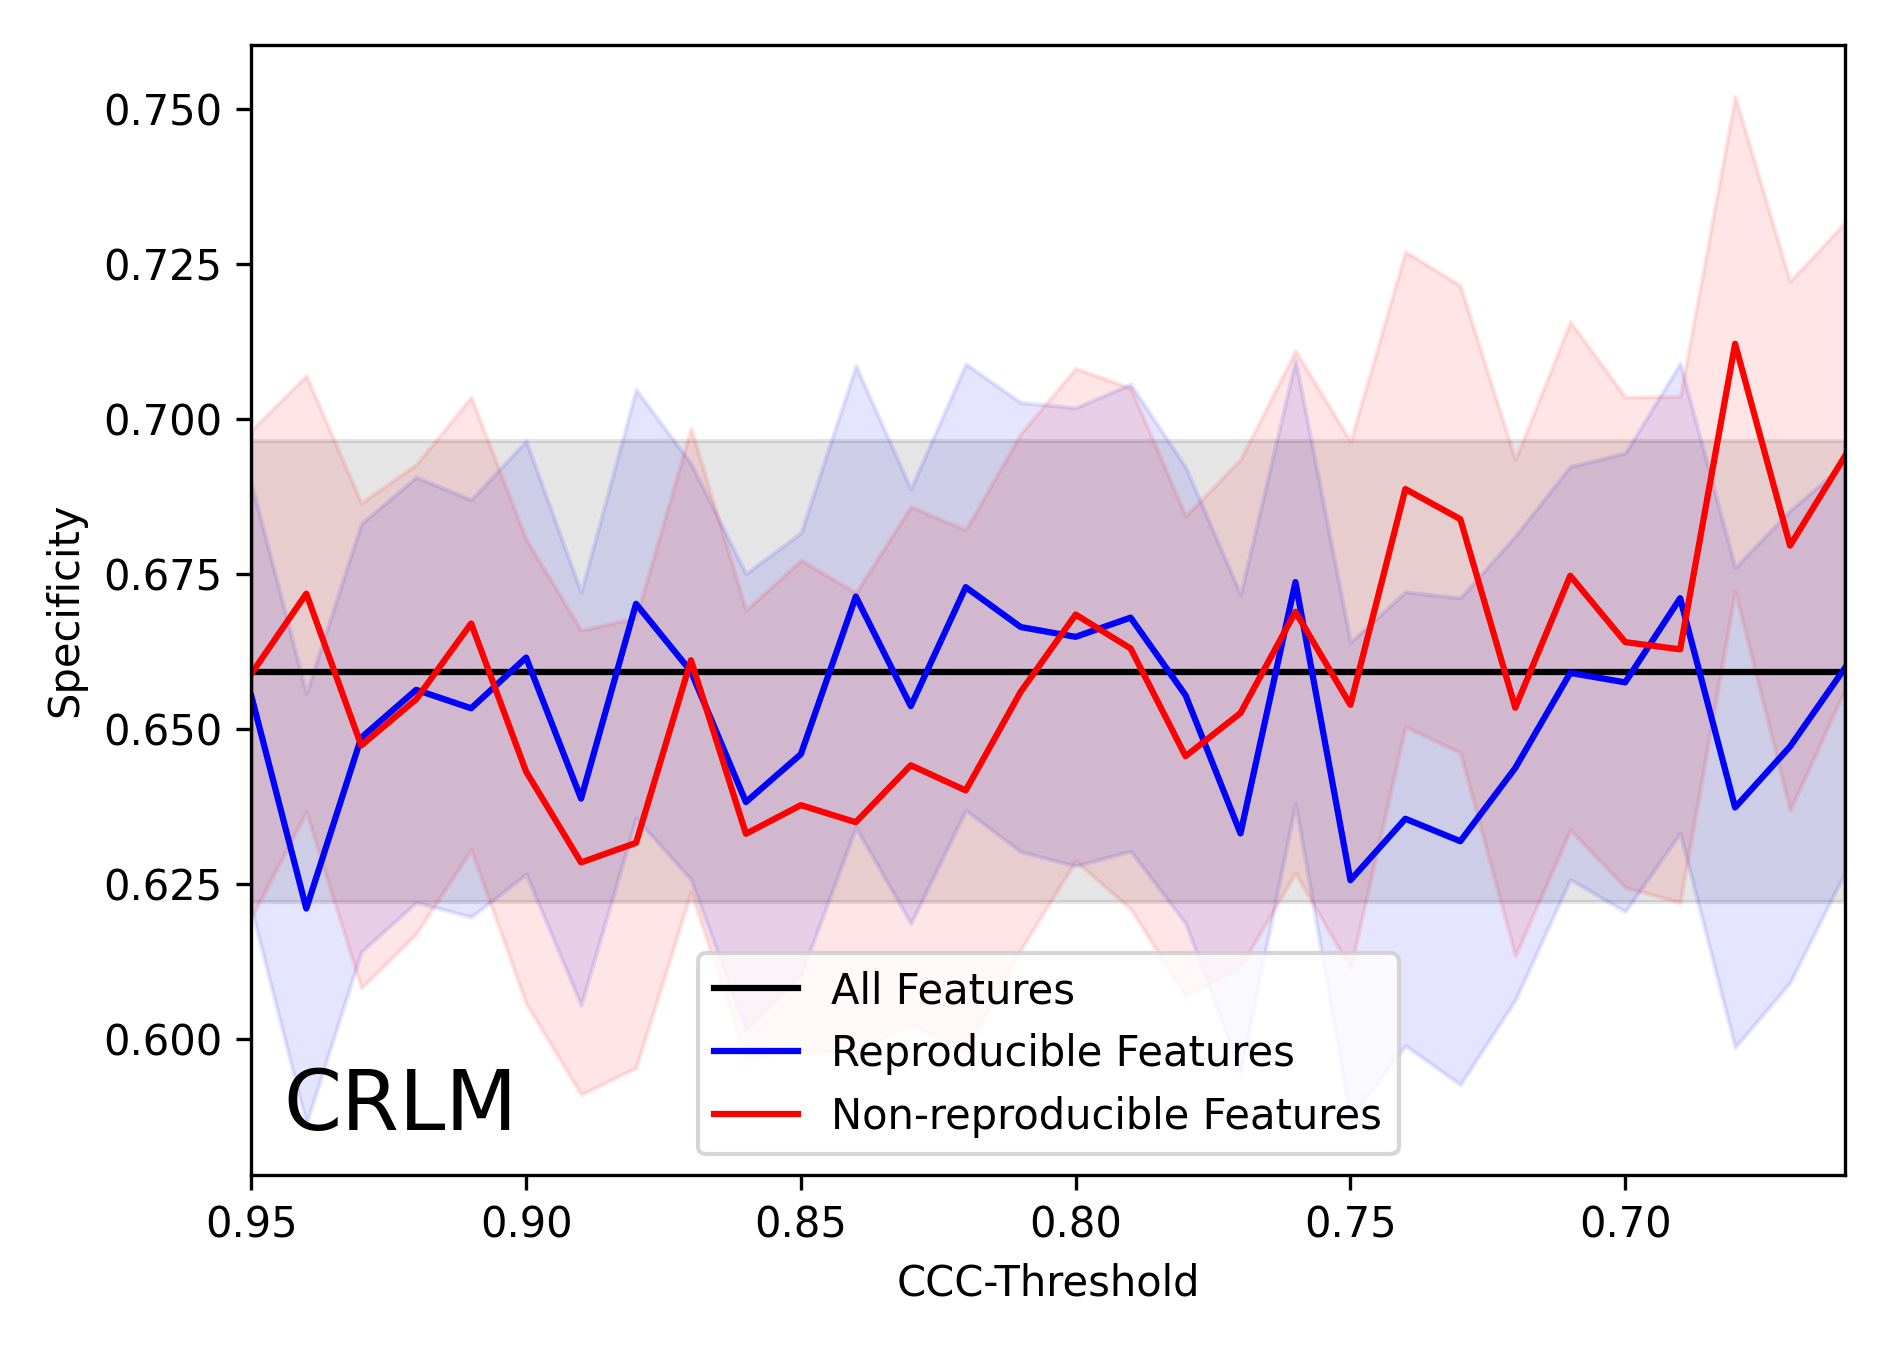 0.750
0.725
0.700
0.675
0.650
0.625
0.600
Specificity
CRLM
All Features
Reproducible Features
Non-reproducible Features
0.95 0.90 0.85 0.80 0.75 0.70
CCC-Threshold